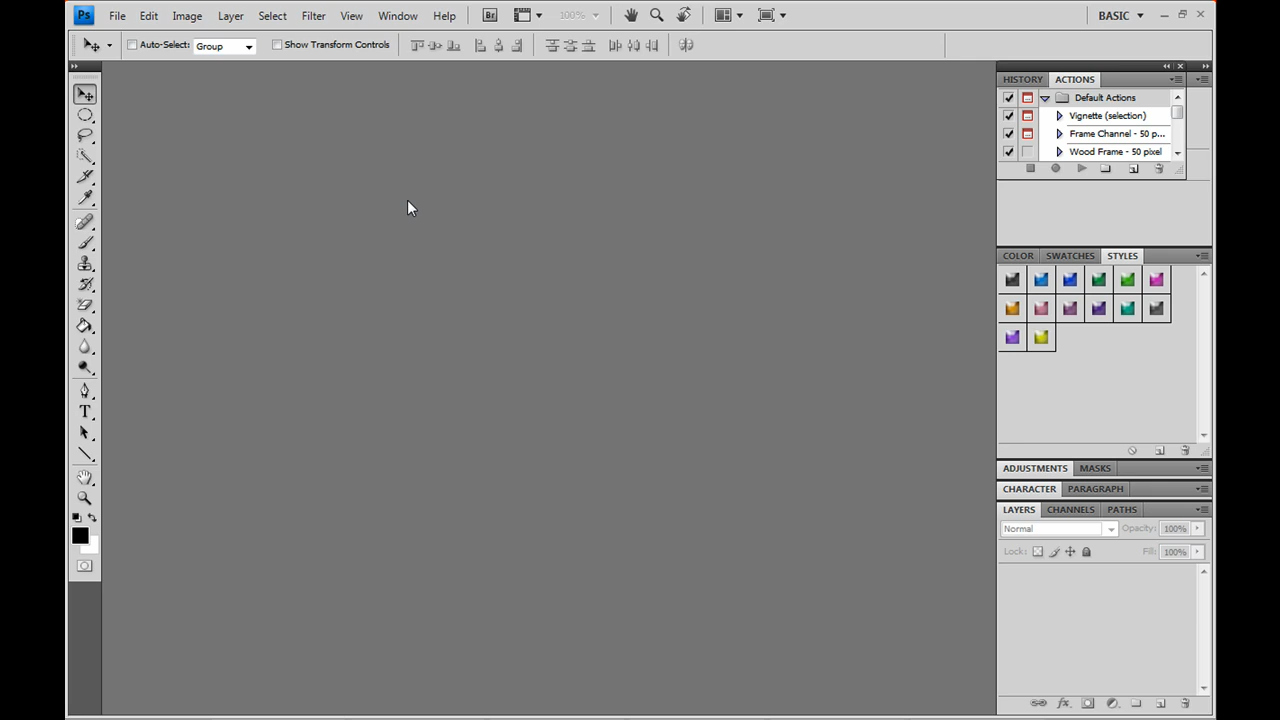 Ps File Edit Image Layer Select Filter View Window Help Br 100% BASIC
Auto-Select: Group Show Transform Controls
HISTORY ACTIONS
Default Actions
Vignette (selection)
Frame Channel - 50 p...
Wood Frame - 50 pixel
COLOR SWATCHES STYLES
T
ADJUSTMENTS MASKS
CHARACTER PARAGRAPH
LAYERS CHANNELS PATHS
Normal Opacity: 100%
Lock: Fill: 100%
fx